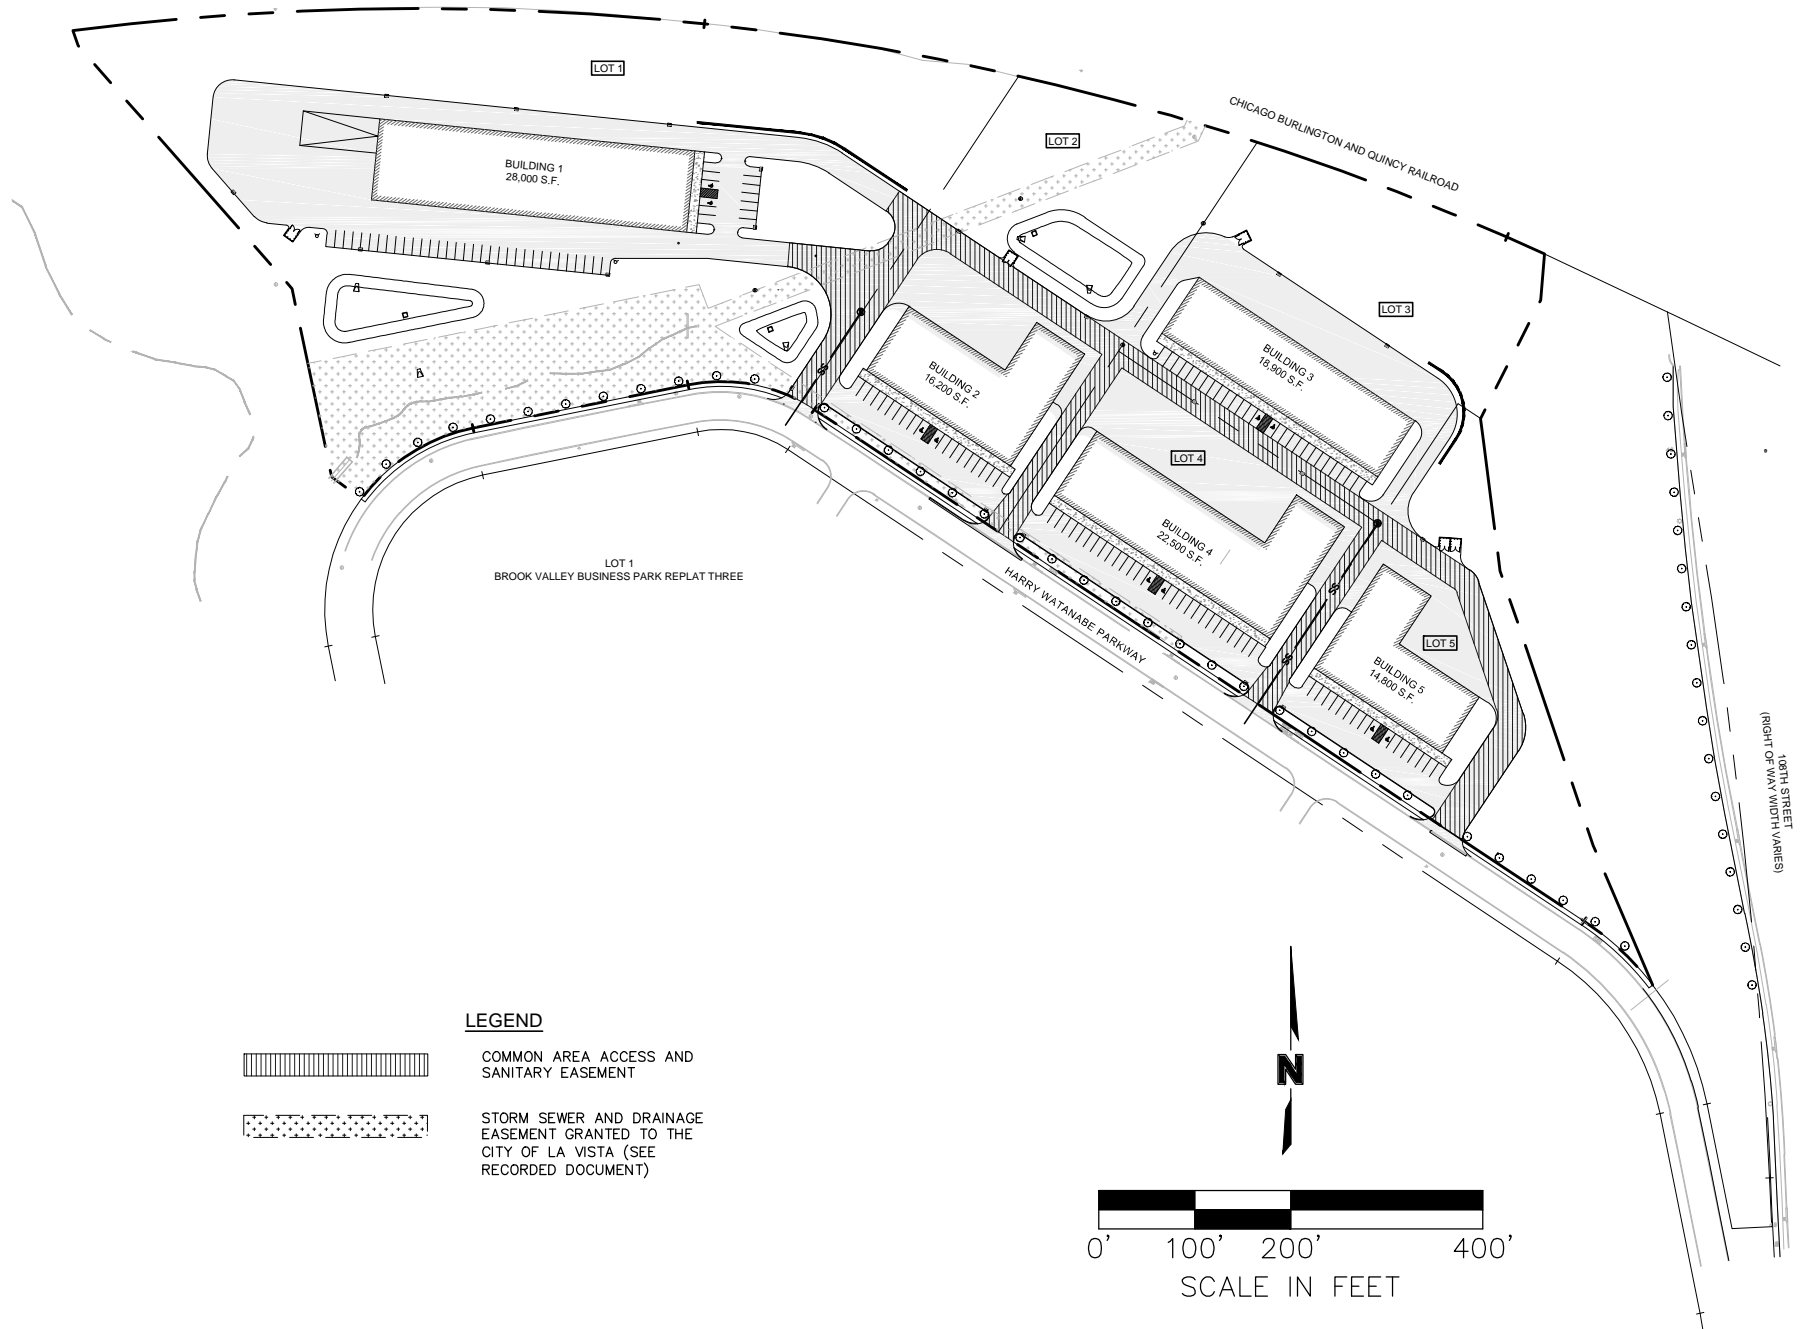 LOT 1
LOT 2
CHICAGO BURLINGTON AND QUINCY RAILROAD
BUILDING 1
28,000 S.F.
LOT 3
BUILDING 2
16,200 S.F.
BUILDING 3
18,900 S.F.
SS
LOT 4
BUILDING 4
22,500 S.F.
LOT 1
BROOK VALLEY BUSINESS PARK REPLAT THREE
HARRY WATANABE PARKWAY
SS
SS
LOT 5
BUILDING 5
14,800 S.F.
108TH STREET
(RIGHT OF WAY WIDTH VARIES)
LEGEND
COMMON AREA ACCESS AND
SANITARY EASEMENT
STORM SEWER AND DRAINAGE
EASEMENT GRANTED TO THE
CITY OF LA VISTA (SEE
RECORDED DOCUMENT)
N
0' 100' 200' 400'
SCALE IN FEET